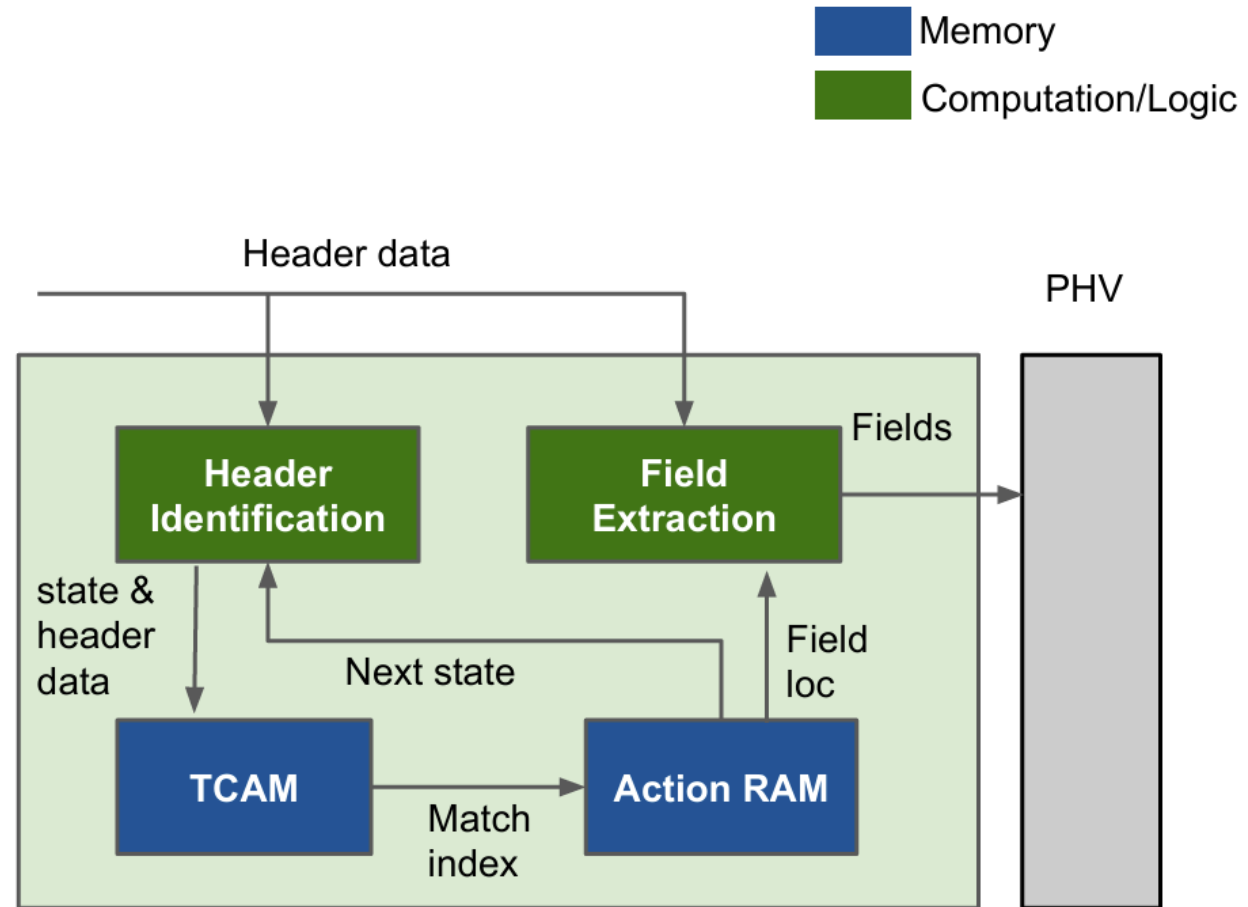 Memory
Computation/Logic
Header data
PHV
Header
Identification
Field
Extraction
Fields
state &
header
data
Next state
Field
loc
TCAM
Match
index
Action RAM